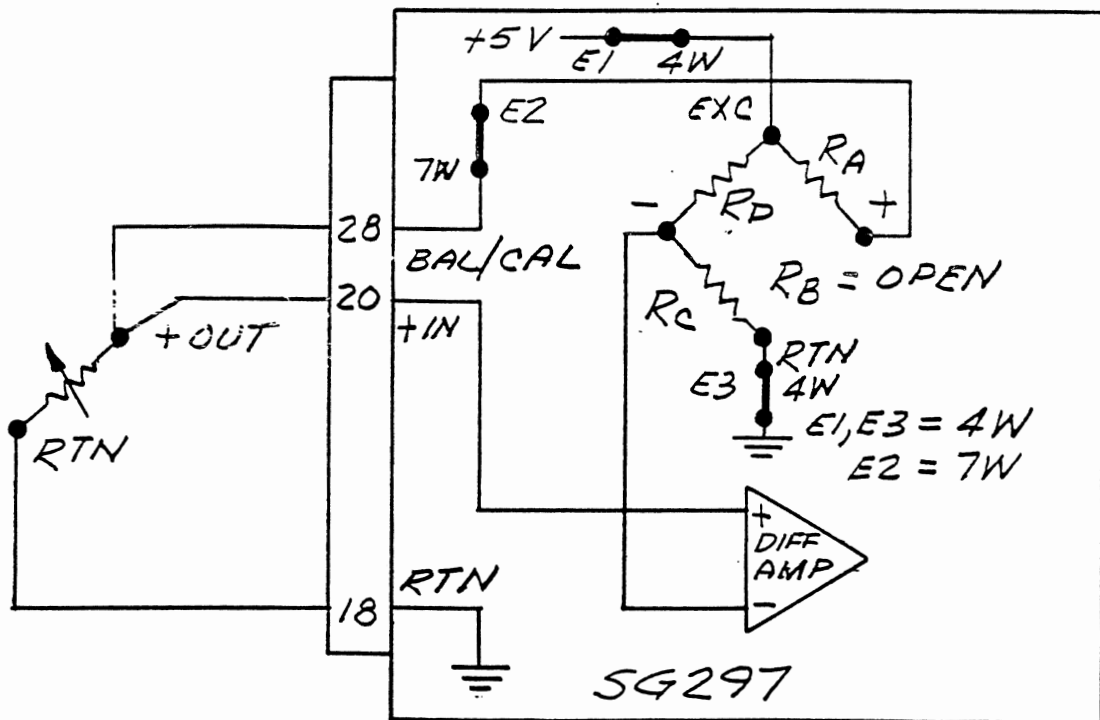 +5V
E1
4W
E2
EXC
7W
RA
-
RD
+
28
BAL/CAL
RB = OPEN
20
+IN
+OUT
RC
RTN
E3
4W
RTN
E1,E3 = 4W
E2 = 7W
+
DIFF
AMP
-
RTN
18
SG297